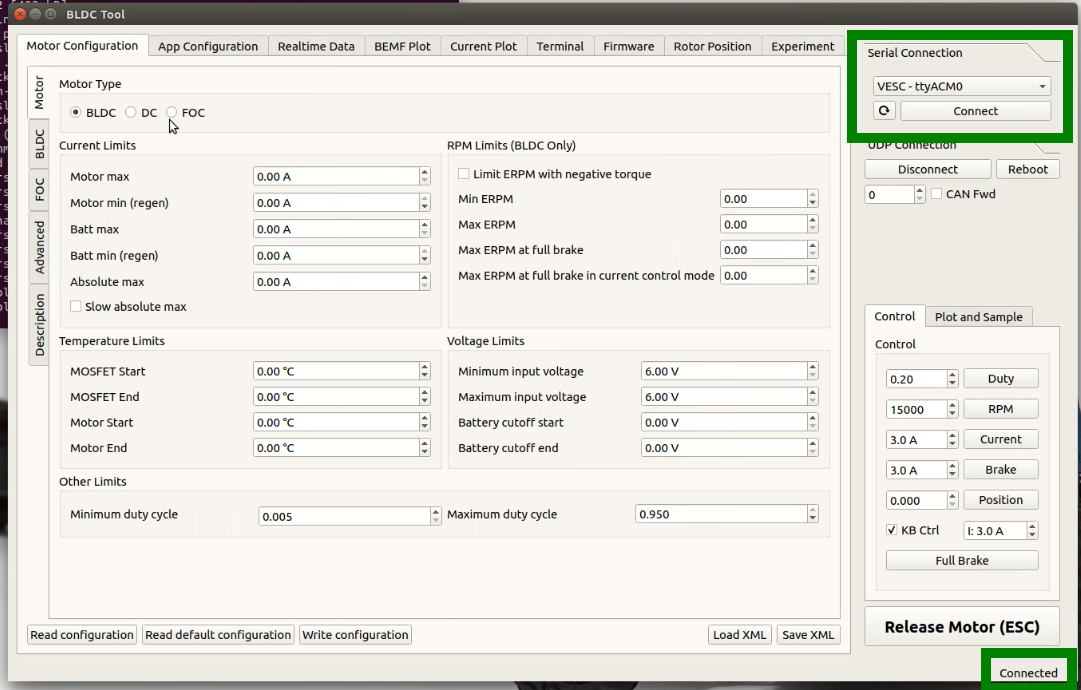 BLDC Tool
Motor Configuration App Configuration Realtime Data BEMF Plot Current Plot Terminal Firmware Rotor Position Experiment
Motor
BLDC
FOC
Advanced
Description
Motor Type
BLDC DC FOC
Current Limits
Motor max 0.00 A
Motor min (regen) 0.00 A
Batt max 0.00 A
Batt min (regen) 0.00 A
Absolute max 0.00 A
Slow absolute max
RPM Limits (BLDC Only)
Limit ERPM with negative torque
Min ERPM 0.00
Max ERPM 0.00
Max ERPM at full brake 0.00
Max ERPM at full brake in current control mode 0.00
Temperature Limits
MOSFET Start 0.00 °C
MOSFET End 0.00 °C
Motor Start 0.00 °C
Motor End 0.00 °C
Voltage Limits
Minimum input voltage 6.00 V
Maximum input voltage 6.00 V
Battery cutoff start 0.00 V
Battery cutoff end 0.00 V
Other Limits
Minimum duty cycle 0.005 Maximum duty cycle 0.950
Read configuration Read default configuration Write configuration Load XML Save XML
Serial Connection
VESC - ttyACM0
Connect
UDP Connection
Disconnect Reboot
0 CAN Fwd
Control Plot and Sample
Control
0.20 Duty
15000 RPM
3.0 A Current
3.0 A Brake
0.000 Position
KB Ctrl I: 3.0 A
Full Brake
Release Motor (ESC)
Connected